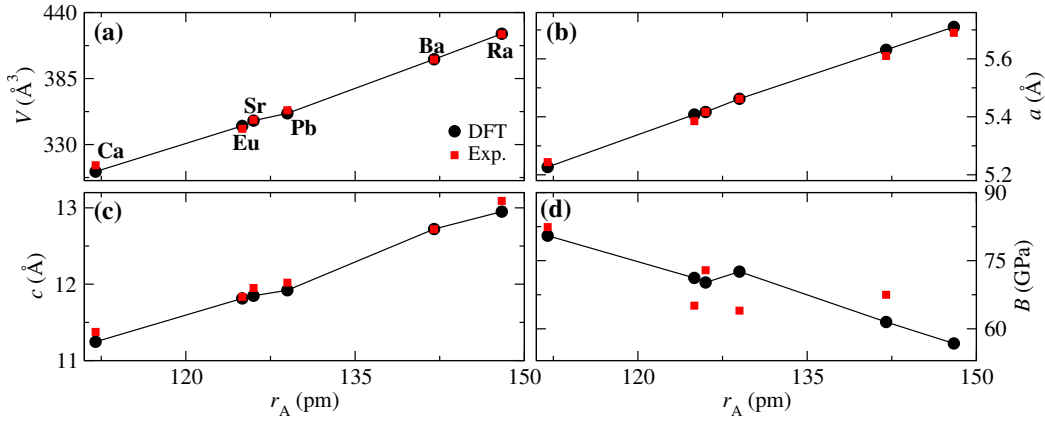 440
(a)
(b)
Ba
Ra
385
V (Å³)
5.6
a (Å)
Sr
DFT
Eu
Pb
330
Exp.
5.4
Ca
5.2
13
(c)
(d)
90
c (Å)
75
B (GPa)
12
60
11
120
135
150
120
135
150
r_A (pm)
r_A (pm)